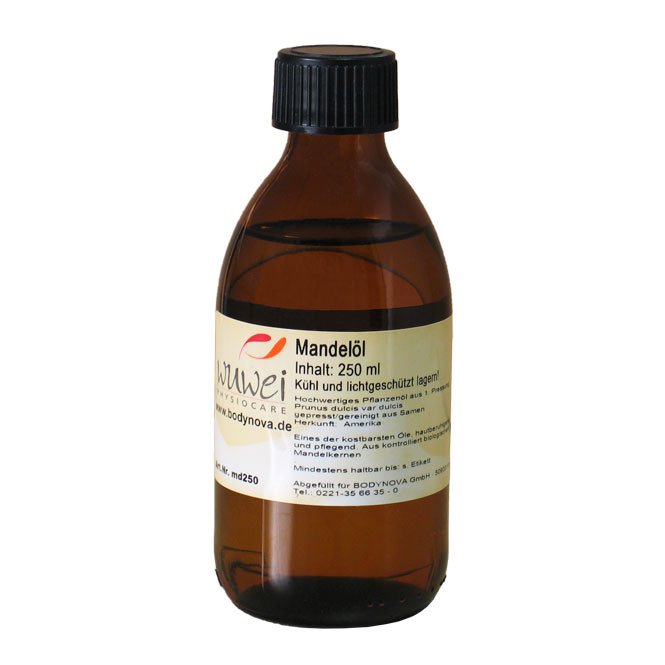 wuwei
PHYSIOCARE
www.bodynova.de
Art.Nr. md250
Mandelöl
Inhalt: 250 ml
Kühl und lichtgeschützt lagern!
Hochwertiges Pflanzenöl aus 1. Pressung
Prunus dulcis var dulcis
gepresst/gereinigt aus Samen
Herkunft: Amerika
Eines der kostbarsten Öle, hautberuhigend
und pflegend. Aus kontrolliert biologischen
Mandelkernen
Mindestens haltbar bis: s. Etikett
Abgefüllt für BODYNOVA GmbH -
Tel.: 0221-35 66 35 - 0